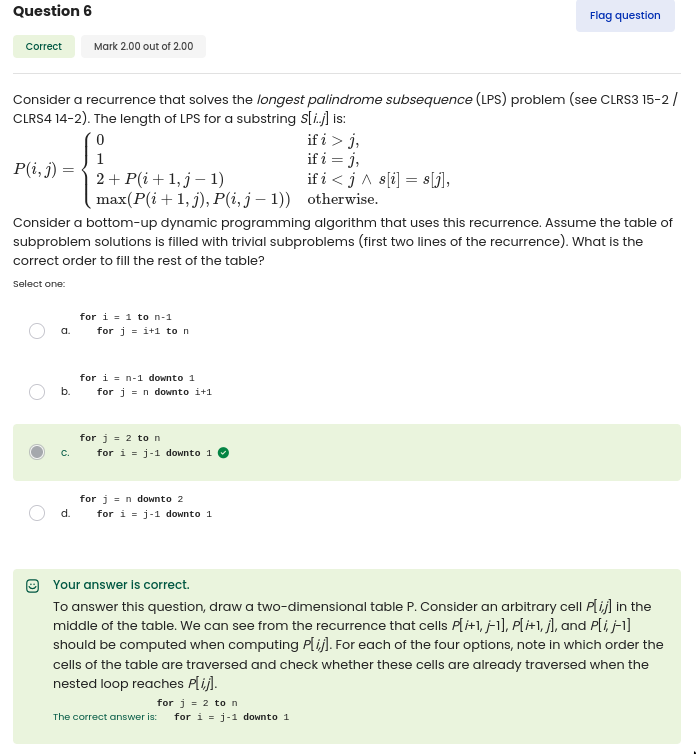 Question 6
Flag question
Correct
Mark 2.00 out of 2.00
Consider a recurrence that solves the longest palindrome subsequence (LPS) problem (see CLRS3 15-2 /
CLRS4 14-2). The length of LPS for a substring S[i..j] is:
P(i, j) = { 0 if i > j,
1 if i = j,
2 + P(i + 1, j − 1) if i < j ∧ s[i] = s[j],
max(P(i + 1, j), P(i, j − 1)) otherwise.
Consider a bottom-up dynamic programming algorithm that uses this recurrence. Assume the table of
subproblem solutions is filled with trivial subproblems (first two lines of the recurrence). What is the
correct order to fill the rest of the table?
Select one:
for i = 1 to n-1
a. for j = i+1 to n
for i = n-1 downto 1
b. for j = n downto i+1
for j = 2 to n
c. for i = j-1 downto 1
for j = n downto 2
d. for i = j-1 downto 1
Your answer is correct.
To answer this question, draw a two-dimensional table P. Consider an arbitrary cell P[i,j] in the
middle of the table. We can see from the recurrence that cells P[i+1, j-1], P[i+1, j], and P[i, j-1]
should be computed when computing P[i,j]. For each of the four options, note in which order the
cells of the table are traversed and check whether these cells are already traversed when the
nested loop reaches P[i,j].
for j = 2 to n
The correct answer is: for i = j-1 downto 1